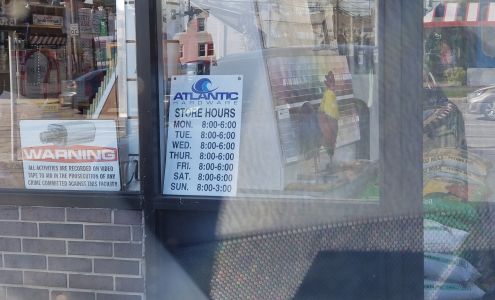 ATLANTIC
HARDWARE
STORE HOURS
MON. 8:00-6:00
TUE. 8:00-6:00
WED. 8:00-6:00
THUR. 8:00-6:00
FRI. 8:00-6:00
SAT. 8:00-6:00
SUN. 8:00-3:00
WARNING
ALL ACTIVITIES ARE RECORDED ON VIDEO
TAPE TO AID IN THE PROSECUTION OF ANY
CRIME COMMITTED AGAINST THIS FACILITY